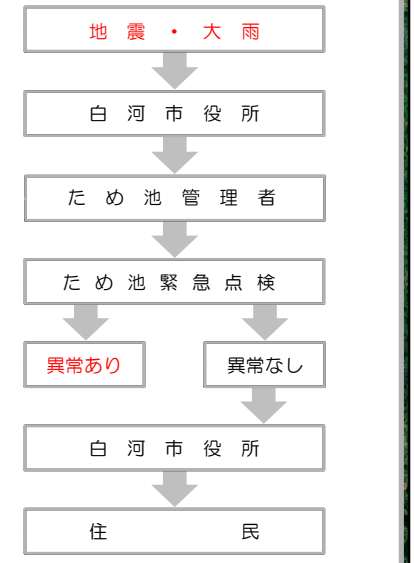 地震・大雨
白河市役所
ため池管理者
ため池緊急点検
異常あり 異常なし
白河市役所
住民